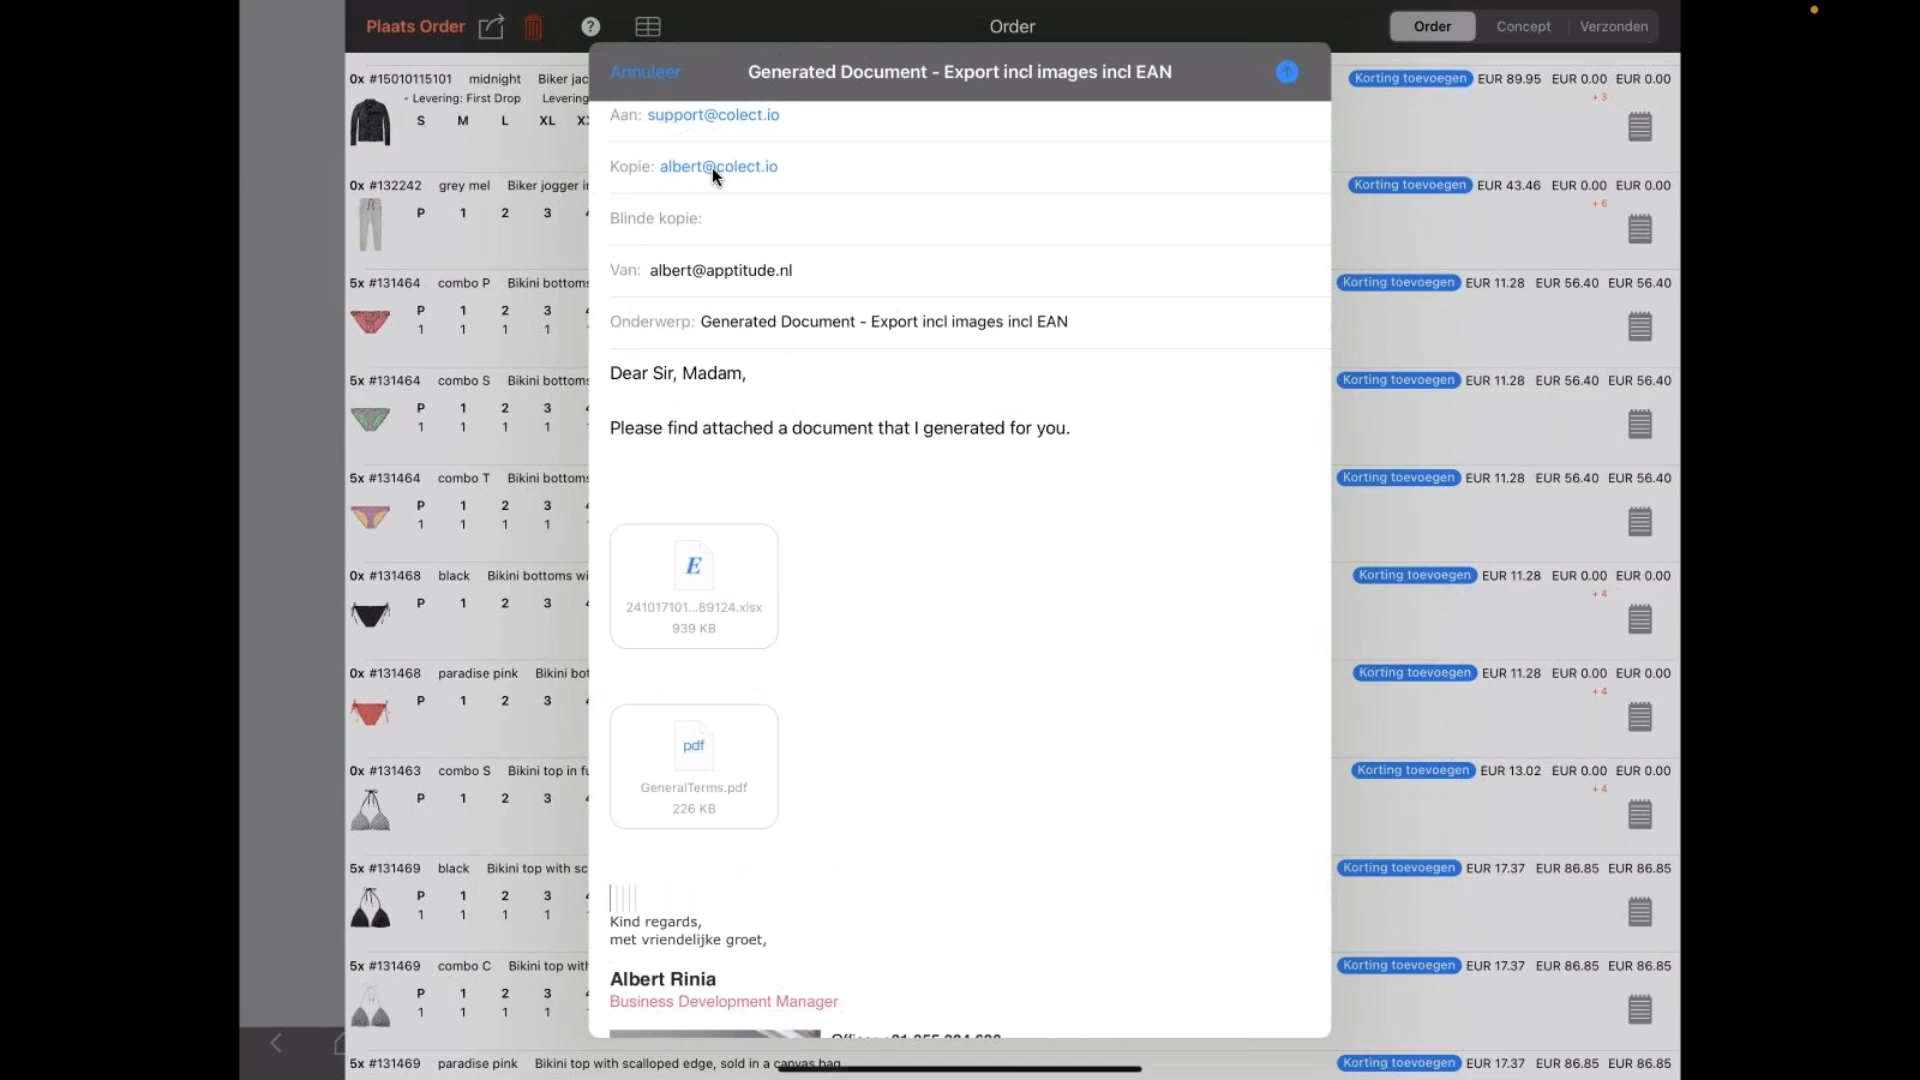 Plaats Order
?
Order
Order
Concept
Verzonden
Annuleer
Generated Document - Export incl images incl EAN
Aan: support@colect.io
Kopie: albert@colect.io
Blinde kopie:
Van: albert@apptitude.nl
Onderwerp: Generated Document - Export incl images incl EAN
Dear Sir, Madam,
Please find attached a document that I generated for you.
E
241017101...89124.xlsx
939 KB
pdf
GeneralTerms.pdf
226 KB
Kind regards,
met vriendelijke groet,
Albert Rinia
Business Development Manager
0x #15010115101 midnight Biker jac
• Levering: First Drop Levering
S M L XL
Korting toevoegen EUR 89.95 EUR 0.00 EUR 0.00
+ 3
0x #132242 grey mel Biker jogger
P 1 2 3
Korting toevoegen EUR 43.46 EUR 0.00 EUR 0.00
+ 6
5x #131464 combo P Bikini bottoms
P 1 2 3
1 1 1 1
Korting toevoegen EUR 11.28 EUR 56.40 EUR 56.40
5x #131464 combo S Bikini bottoms
P 1 2 3
1 1 1 1
Korting toevoegen EUR 11.28 EUR 56.40 EUR 56.40
5x #131464 combo T Bikini bottoms
P 1 2 3
1 1 1 1
Korting toevoegen EUR 11.28 EUR 56.40 EUR 56.40
0x #131468 black Bikini bottoms wi
P 1 2 3
Korting toevoegen EUR 11.28 EUR 0.00 EUR 0.00
+ 4
0x #131468 paradise pink Bikini bot
P 1 2 3
Korting toevoegen EUR 11.28 EUR 0.00 EUR 0.00
+ 4
0x #131463 combo S Bikini top in fu
P 1 2 3
Korting toevoegen EUR 13.02 EUR 0.00 EUR 0.00
+ 4
5x #131469 black Bikini top with sc
P 1 2 3
1 1 1 1
Korting toevoegen EUR 17.37 EUR 86.85 EUR 86.85
5x #131469 combo C Bikini top with
P 1 2 3
1 1 1 1
Korting toevoegen EUR 17.37 EUR 86.85 EUR 86.85
5x #131469 paradise pink Bikini top with scalloped edge, sold in a canvas bag
Korting toevoegen EUR 17.37 EUR 86.85 EUR 86.85